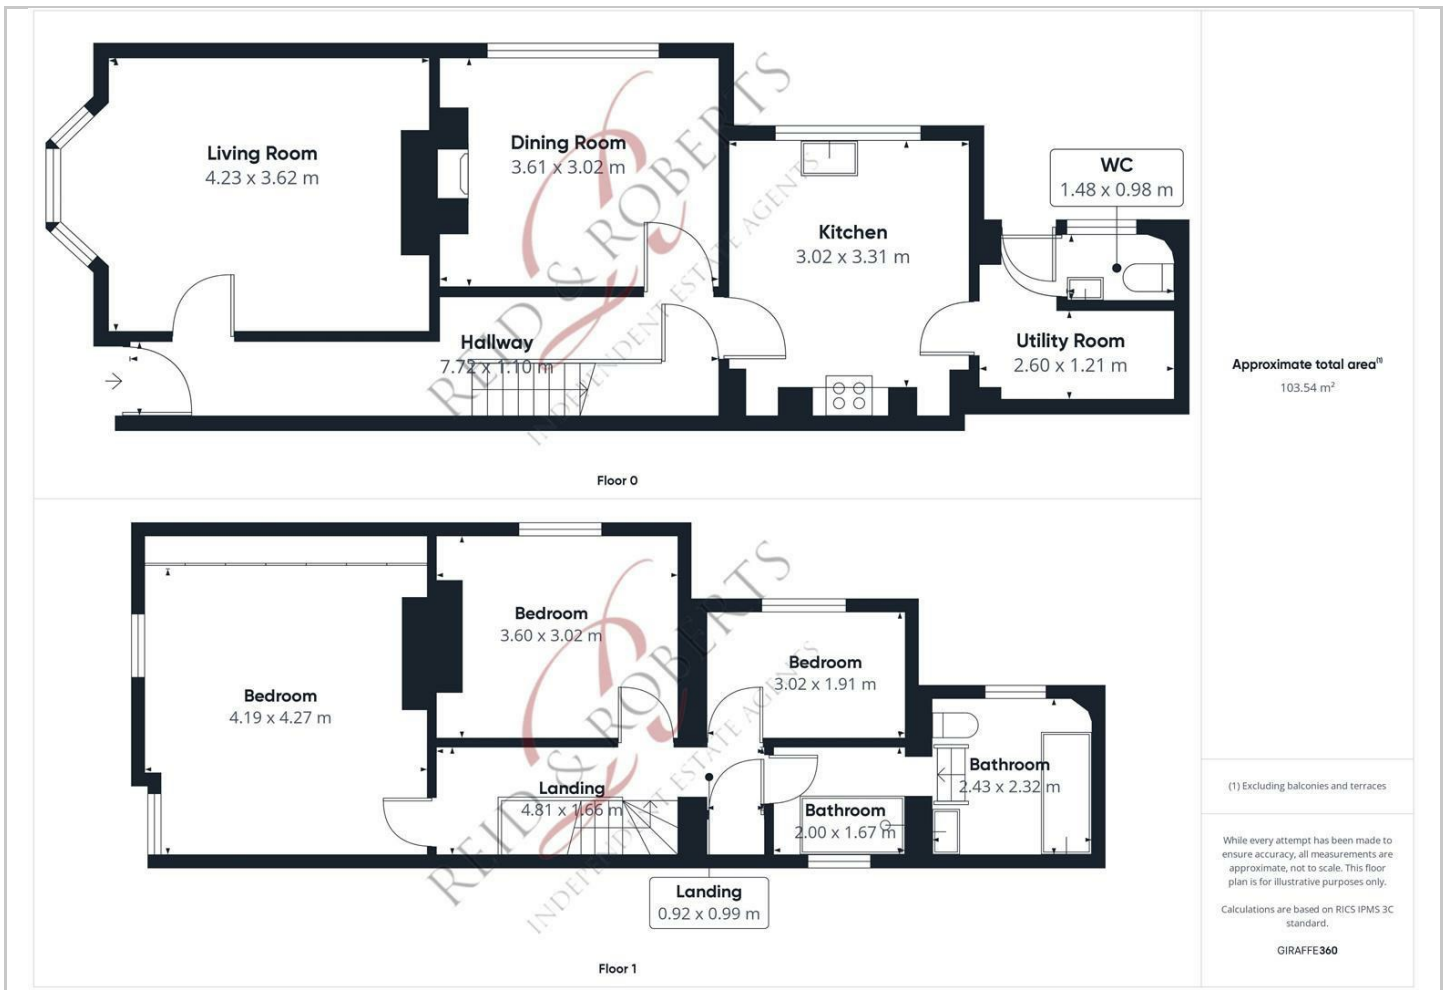 Living Room
4.23 x 3.62 m
Dining Room
3.61 x 3.02 m
Kitchen
3.02 x 3.31 m
WC
1.48 x 0.98 m
Hallway
7.72 x 1.10 m
Utility Room
2.60 x 1.21 m
REID & ROBERTS
INDEPENDENT ESTATE AGENTS
Floor 0
Bedroom
4.19 x 4.27 m
Bedroom
3.60 x 3.02 m
Bedroom
3.02 x 1.91 m
Landing
4.81 x 1.66 m
Bathroom
2.00 x 1.67 m
Bathroom
2.43 x 2.32 m
Landing
0.92 x 0.99 m
REID & ROBERTS
INDEPENDENT ESTATE AGENTS
Floor 1
Approximate total area(1)
103.54 m²
(1) Excluding balconies and terraces
While every attempt has been made to
ensure accuracy, all measurements are
approximate, not to scale. This floor
plan is for illustrative purposes only.
Calculations are based on RICS IPMS 3C
standard.
GIRAFFE360